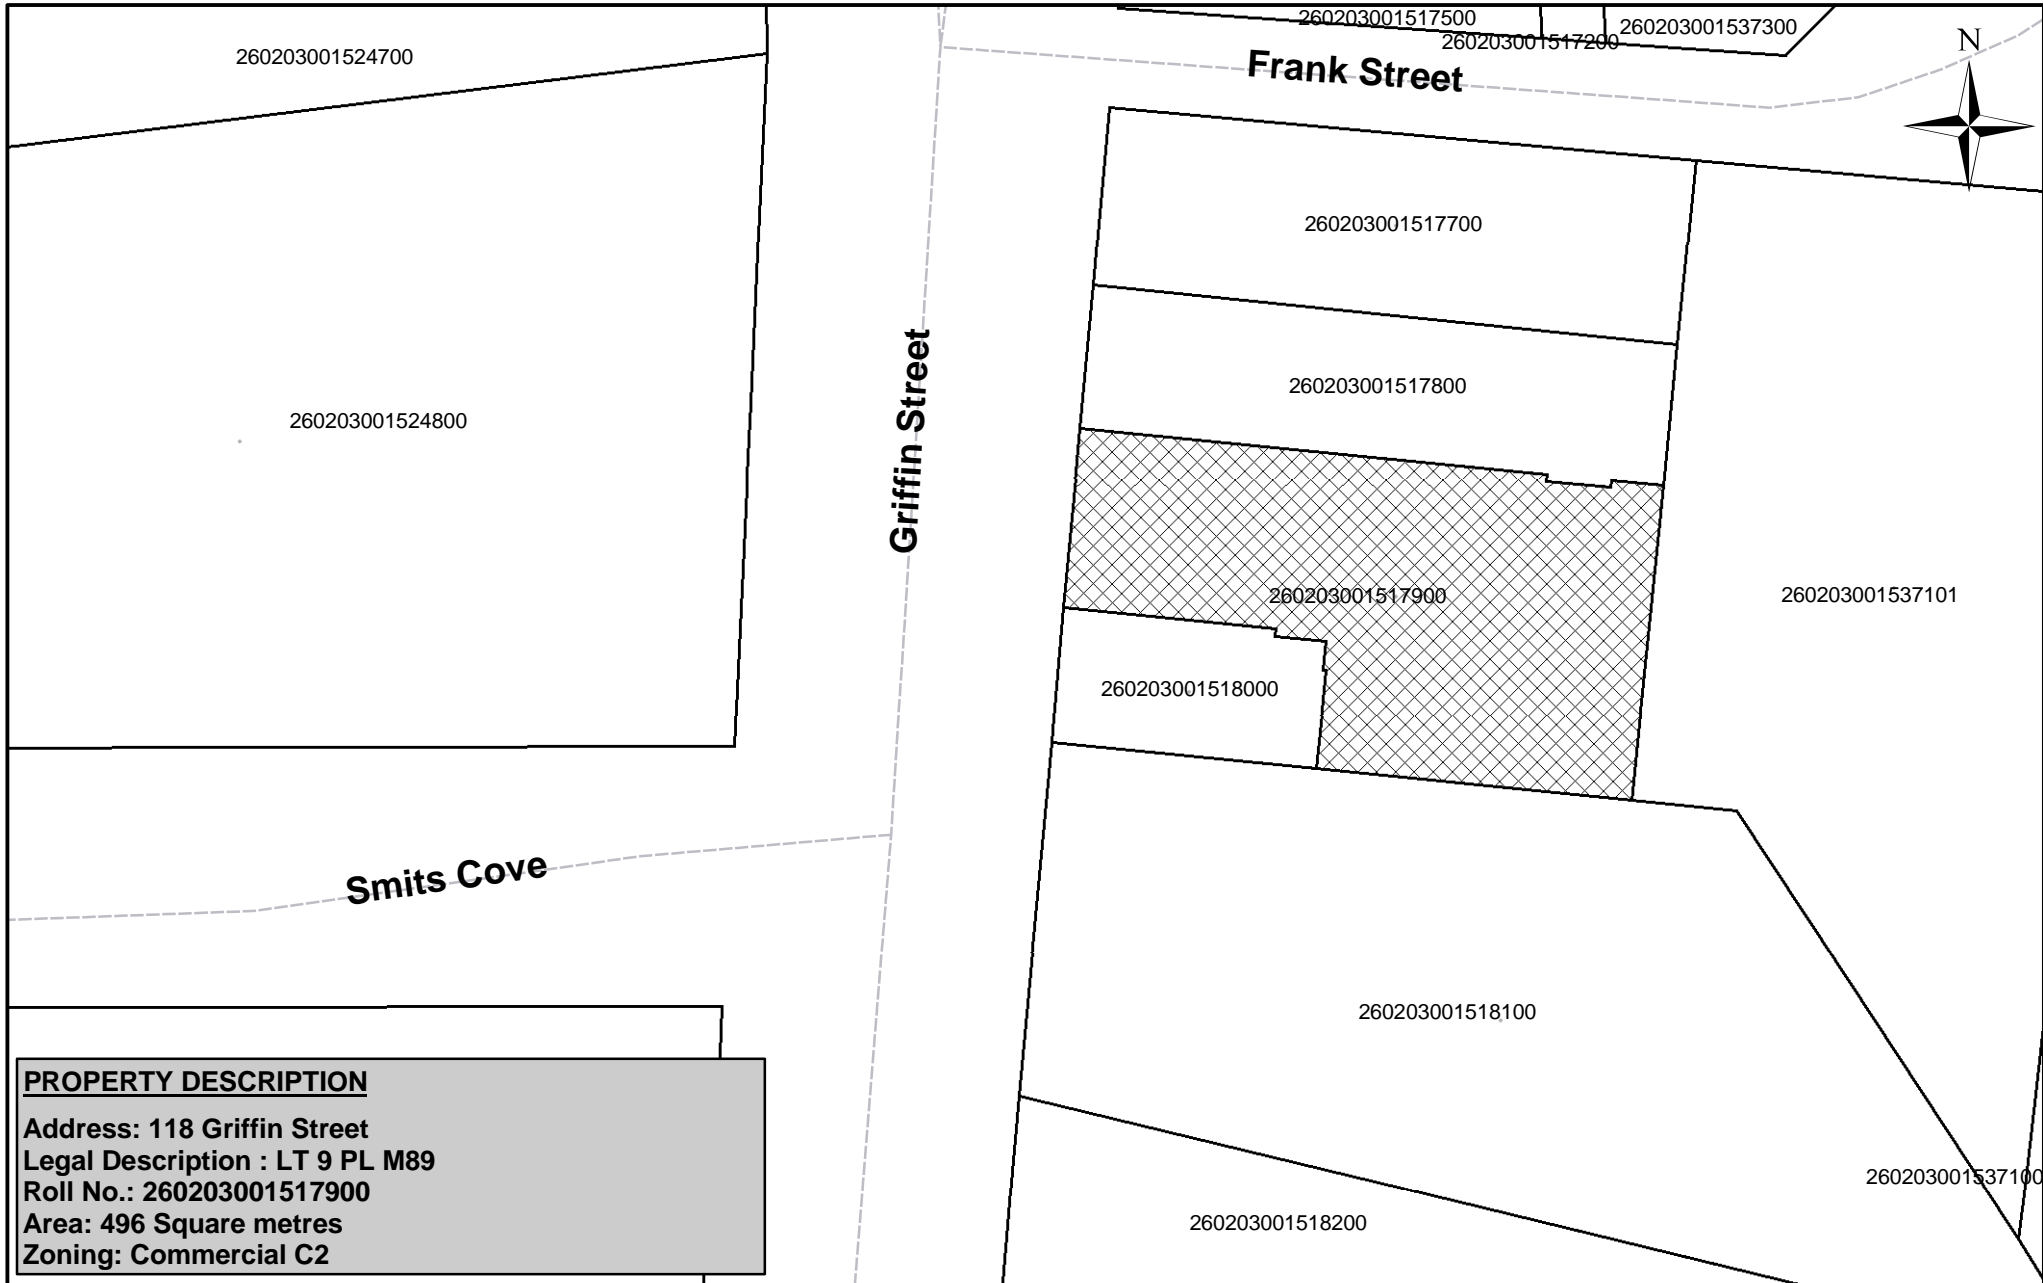 260203001517500
260203001537300
260203001517200
260203001524700
N
Frank Street
260203001517700
260203001517800
260203001524800
Griffin Street
260203001517900
260203001537101
260203001518000
Smits Cove
260203001518100
260203001537100
260203001518200
PROPERTY DESCRIPTION
Address: 118 Griffin Street
Legal Description : LT 9 PL M89
Roll No.: 260203001517900
Area: 496 Square metres
Zoning: Commercial C2